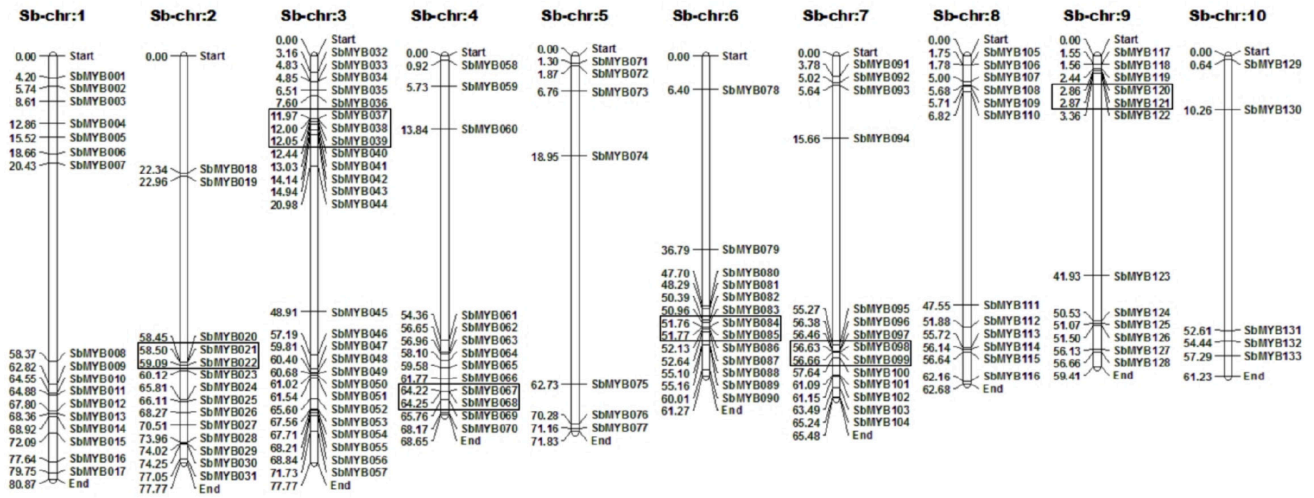 Sb-chr:1
0.00 Start
4.20 SbMYB001
5.74 SbMYB002
8.61 SbMYB003
12.86 SbMYB004
15.52 SbMYB005
18.66 SbMYB006
20.43 SbMYB007
58.37 SbMYB008
62.82 SbMYB009
64.55 SbMYB010
64.88 SbMYB011
67.80 SbMYB012
68.36 SbMYB013
68.92 SbMYB014
72.09 SbMYB015
77.64 SbMYB016
79.75 SbMYB017
80.87 End
Sb-chr:2
0.00 Start
22.34 SbMYB018
22.96 SbMYB019
58.45 SbMYB020
58.50 SbMYB021
59.09 SbMYB022
60.12 SbMYB023
65.81 SbMYB024
66.11 SbMYB025
68.27 SbMYB026
70.51 SbMYB027
73.96 SbMYB028
74.02 SbMYB029
74.25 SbMYB030
77.05 SbMYB031
77.77 End
Sb-chr:3
0.00 Start
3.16 SbMYB032
4.83 SbMYB033
4.85 SbMYB034
6.51 SbMYB035
7.60 SbMYB036
11.97 SbMYB037
12.00 SbMYB038
12.05 SbMYB039
12.44 SbMYB040
13.03 SbMYB041
14.14 SbMYB042
14.94 SbMYB043
20.98 SbMYB044
48.91 SbMYB045
57.19 SbMYB046
59.81 SbMYB047
60.40 SbMYB048
60.68 SbMYB049
61.02 SbMYB050
61.54 SbMYB051
65.60 SbMYB052
67.56 SbMYB053
67.71 SbMYB054
68.21 SbMYB055
68.84 SbMYB056
71.73 SbMYB057
77.77 End
Sb-chr:4
0.00 Start
0.92 SbMYB058
5.73 SbMYB059
13.84 SbMYB060
54.36 SbMYB061
56.65 SbMYB062
56.96 SbMYB063
58.10 SbMYB064
59.58 SbMYB065
61.77 SbMYB066
64.22 SbMYB067
64.25 SbMYB068
65.76 SbMYB069
68.17 SbMYB070
68.65 End
Sb-chr:5
0.00 Start
1.30 SbMYB071
1.87 SbMYB072
6.76 SbMYB073
18.95 SbMYB074
62.73 SbMYB075
70.28 SbMYB076
71.16 SbMYB077
71.83 End
Sb-chr:6
0.00 Start
6.40 SbMYB078
36.79 SbMYB079
47.70 SbMYB080
48.29 SbMYB081
50.39 SbMYB082
50.96 SbMYB083
51.76 SbMYB084
51.77 SbMYB085
52.13 SbMYB086
52.64 SbMYB087
55.10 SbMYB088
55.16 SbMYB089
60.01 SbMYB090
61.27 End
Sb-chr:7
0.00 Start
3.78 SbMYB091
5.02 SbMYB092
5.64 SbMYB093
15.66 SbMYB094
55.27 SbMYB095
56.38 SbMYB096
56.46 SbMYB097
56.63 SbMYB098
56.66 SbMYB099
57.64 SbMYB100
61.09 SbMYB101
61.15 SbMYB102
63.49 SbMYB103
65.24 SbMYB104
65.48 End
Sb-chr:8
0.00 Start
1.75 SbMYB105
1.78 SbMYB106
5.00 SbMYB107
5.68 SbMYB108
5.71 SbMYB109
6.82 SbMYB110
47.55 SbMYB111
51.88 SbMYB112
55.72 SbMYB113
56.14 SbMYB114
56.64 SbMYB115
62.16 SbMYB116
62.68 End
Sb-chr:9
0.00 Start
1.55 SbMYB117
1.56 SbMYB118
2.44 SbMYB119
2.86 SbMYB120
2.87 SbMYB121
3.36 SbMYB122
41.93 SbMYB123
50.53 SbMYB124
51.07 SbMYB125
51.50 SbMYB126
56.13 SbMYB127
56.66 SbMYB128
59.41 End
Sb-chr:10
0.00 Start
0.64 SbMYB129
10.26 SbMYB130
52.61 SbMYB131
54.44 SbMYB132
57.29 SbMYB133
61.23 End